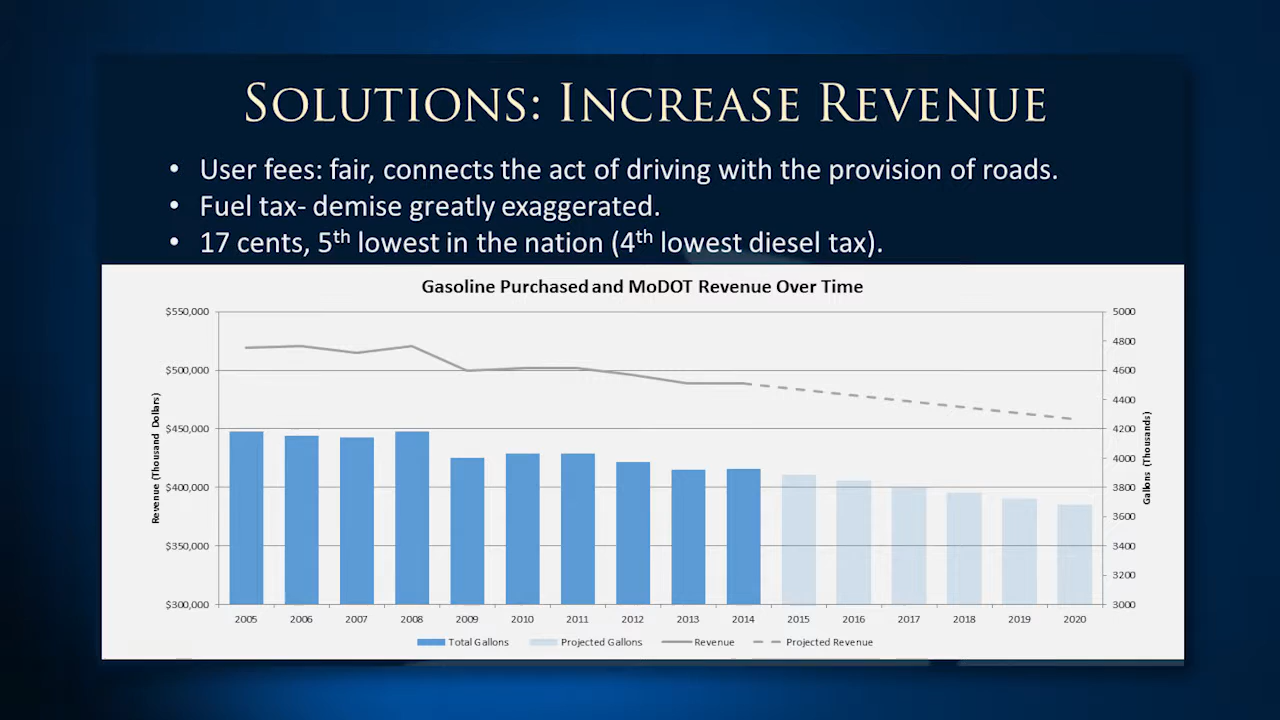 SOLUTIONS: INCREASE REVENUE
• User fees: fair, connects the act of driving with the provision of roads.
• Fuel tax- demise greatly exaggerated.
• 17 cents, 5th lowest in the nation (4th lowest diesel tax).
Gasoline Purchased and MoDOT Revenue Over Time
Revenue (Thousand Dollars)
$550,000
$500,000
$450,000
$400,000
$350,000
$300,000
5000
4800
4600
4400
4200
4000
3800
3600
3400
3200
3000
Gallons (Thousands)
2005 2006 2007 2008 2009 2010 2011 2012 2013 2014 2015 2016 2017 2018 2019 2020
Total Gallons Projected Gallons Revenue Projected Revenue